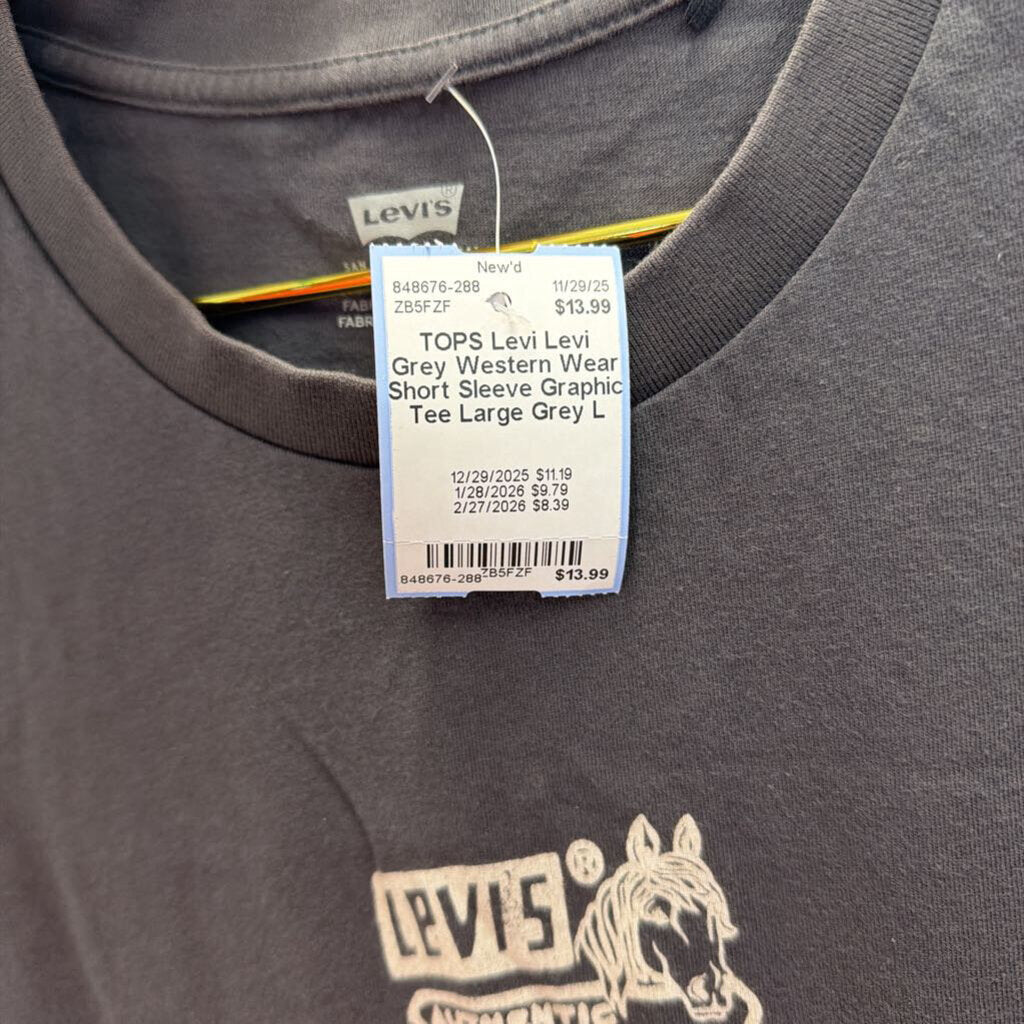 LEVI'S®
New'd
848676-288 11/29/25
ZB5FZF $13.99
TOPS Levi Levi
Grey Western Wear
Short Sleeve Graphic
Tee Large Grey L
12/29/2025 $11.19
1/28/2026 $9.79
2/27/2026 $8.39
848676-288 ZB5FZF $13.99
LEVI'S®
AUTHENTIC